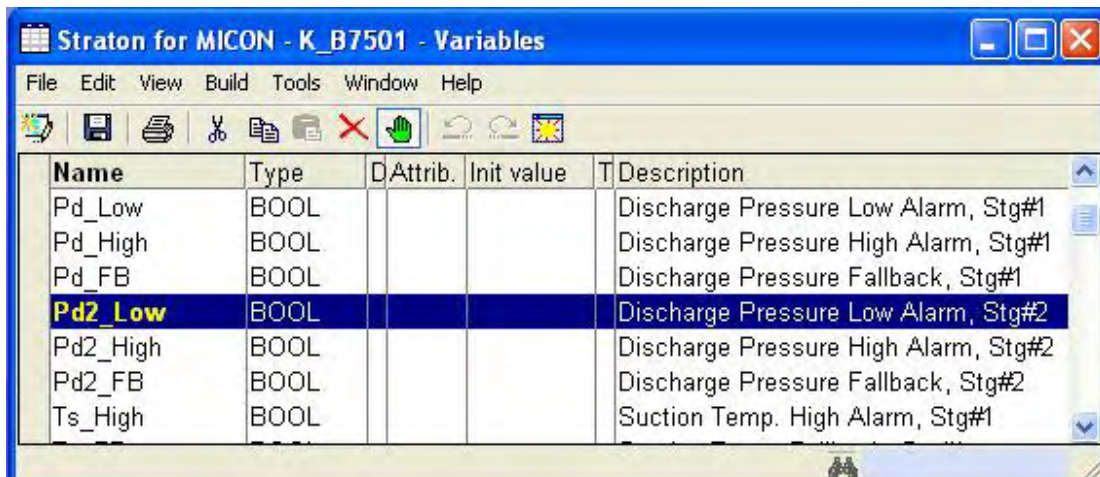 Straton for MICON - K_B7501 - Variables
File Edit View Build Tools Window Help
Name Type D Attrib. Init value T Description
Pd_Low BOOL Discharge Pressure Low Alarm, Stg#1
Pd_High BOOL Discharge Pressure High Alarm, Stg#1
Pd_FB BOOL Discharge Pressure Fallback, Stg#1
Pd2_Low BOOL Discharge Pressure Low Alarm, Stg#2
Pd2_High BOOL Discharge Pressure High Alarm, Stg#2
Pd2_FB BOOL Discharge Pressure Fallback, Stg#2
Ts_High BOOL Suction Temp. High Alarm, Stg#1